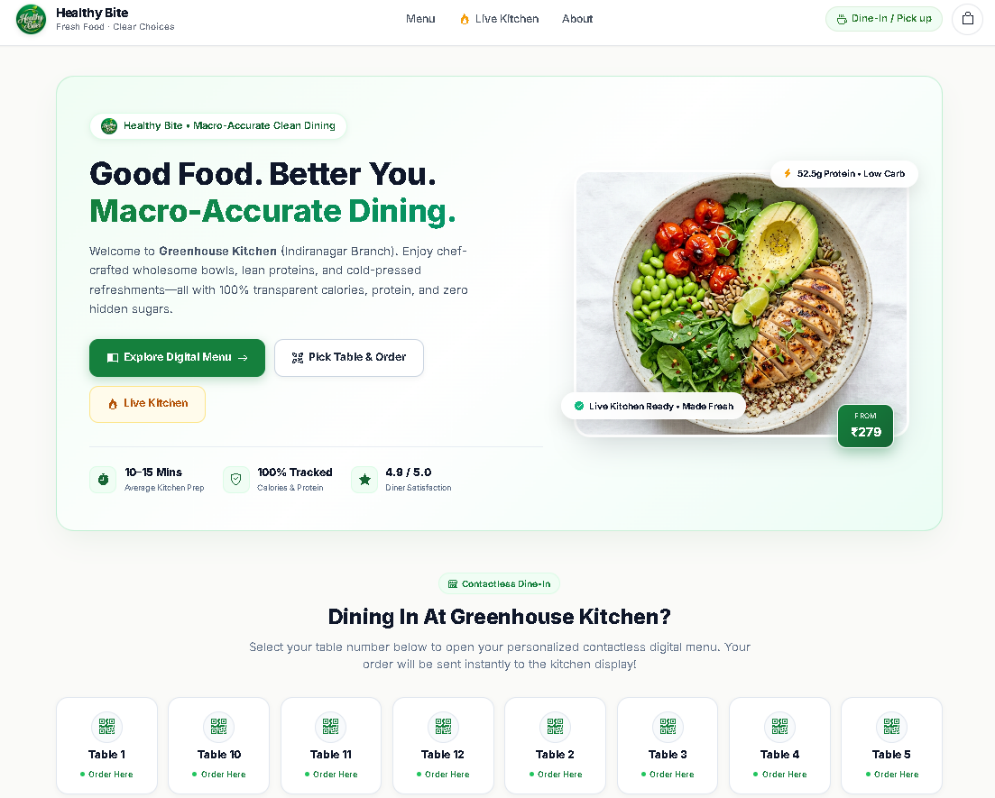 Healthy Bite
Fresh Food · Clear Choices
Menu
Live Kitchen
About
Dine-In / Pick up
Healthy Bite • Macro-Accurate Clean Dining
Good Food. Better You.
Macro-Accurate Dining.
Welcome to Greenhouse Kitchen (Indiranagar Branch). Enjoy chef-
crafted wholesome bowls, lean proteins, and cold-pressed
refreshments—all with 100% transparent calories, protein, and zero
hidden sugars.
Explore Digital Menu →
Pick Table & Order
Live Kitchen
10–15 Mins
Average Kitchen Prep
100% Tracked
Calories & Protein
4.9 / 5.0
Diner Satisfaction
52.5g Protein • Low Carb
Live Kitchen Ready • Made Fresh
FROM
₹279
Contactless Dine-In
Dining In At Greenhouse Kitchen?
Select your table number below to open your personalized contactless digital menu. Your
order will be sent instantly to the kitchen display!
Table 1
Order Here
Table 10
Order Here
Table 11
Order Here
Table 12
Order Here
Table 2
Order Here
Table 3
Order Here
Table 4
Order Here
Table 5
Order Here